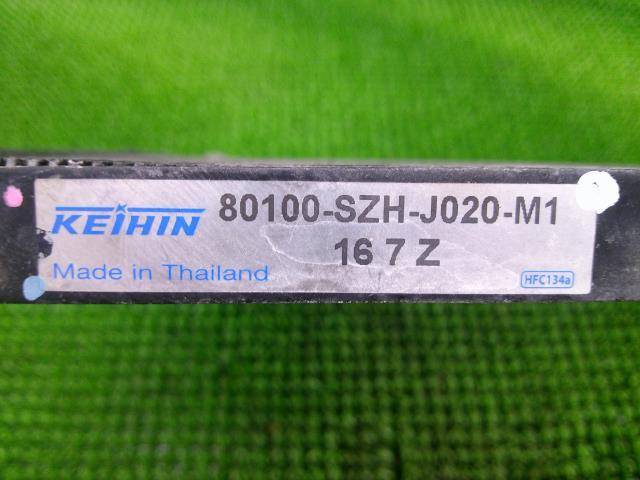 KEIHIN 80100-SZH-J020-M1
16 7 Z
Made in Thailand
HFC134a